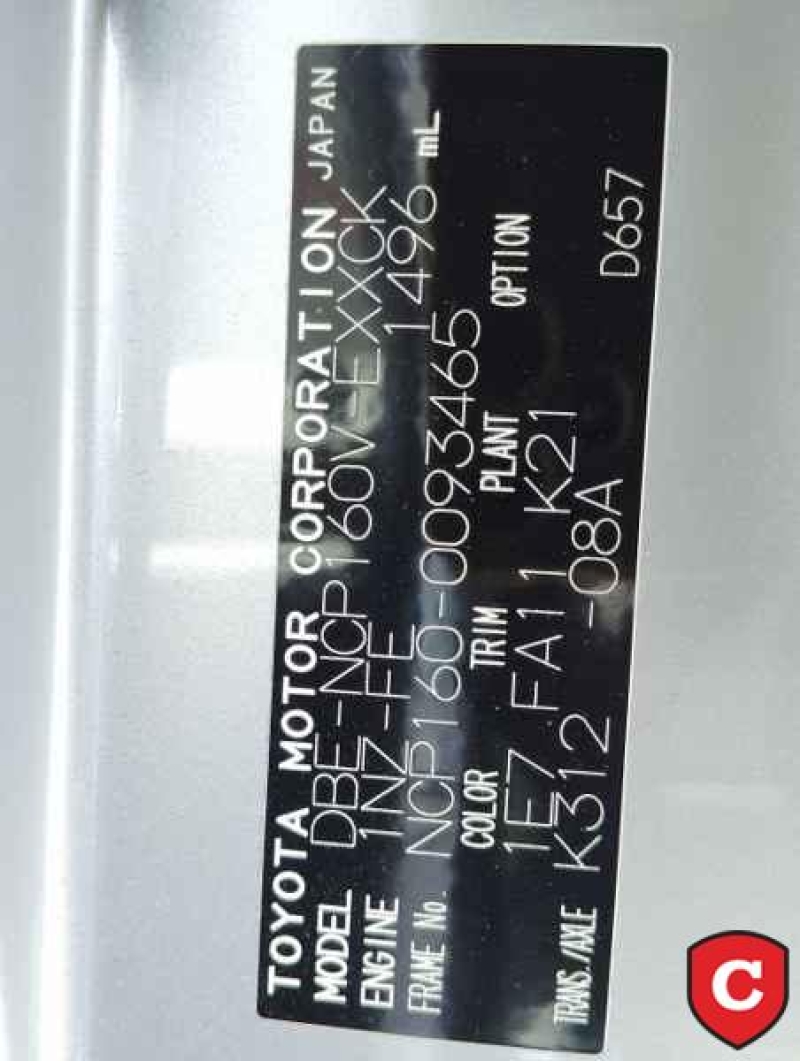 TOYOTA MOTOR CORPORATION JAPAN
MODEL DBE-NCP160V-EXXCK
ENGINE 1NZ-FE 1496 mL
FRAME No. NCP160-0093465
COLOR TRIM PLANT OPTION
1E7 FA11 K21
TRANS./AXLE K312 -08A D657
C